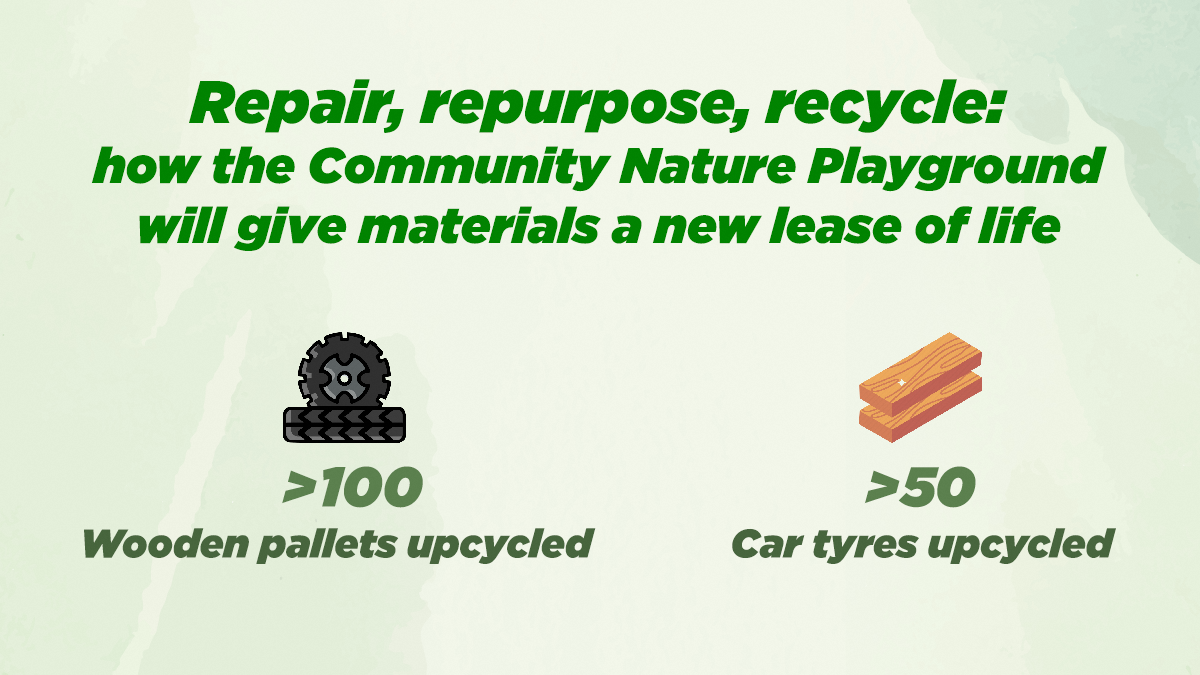 Repair, repurpose, recycle:
how the Community Nature Playground
will give materials a new lease of life
>100
Wooden pallets upcycled
>50
Car tyres upcycled